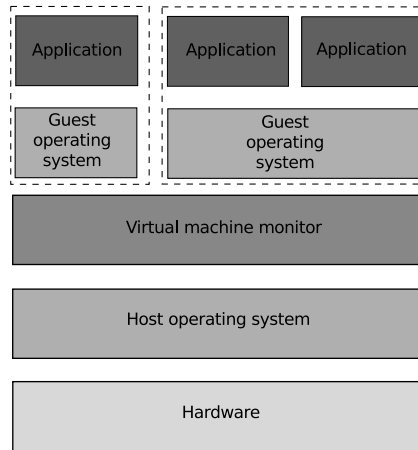 Application
Application
Application
Guest
operating
system
Guest
operating
system
Virtual machine monitor
Host operating system
Hardware